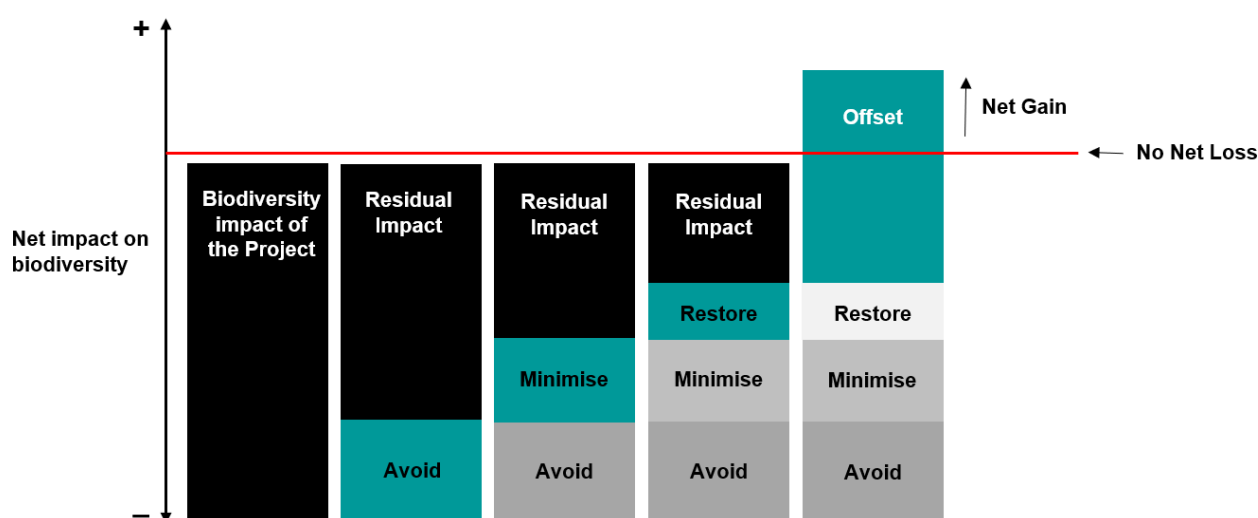 +
Net Gain
Offset
No Net Loss
Biodiversity
impact of
the Project
Residual
Impact
Residual
Impact
Residual
Impact
Net impact on
biodiversity
Restore
Restore
Minimise
Minimise
Minimise
Avoid
Avoid
Avoid
Avoid
–